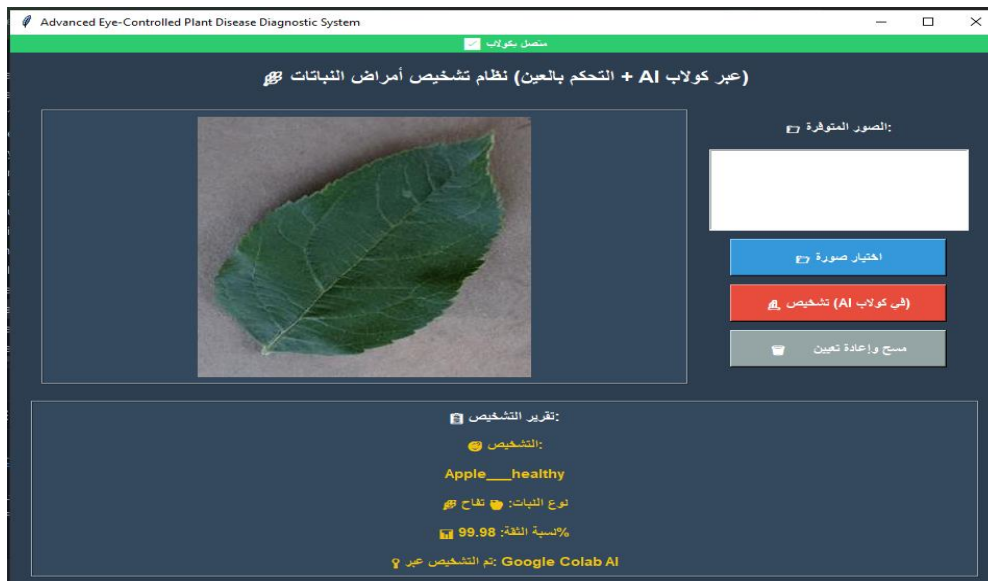 Advanced Eye-Controlled Plant Disease Diagnostic System
متصل بكولاب
نظام تشخيص أمراض النباتات (التحكم بالعين + AI عبر كولاب)
الصور المتوفرة:
اختيار صورة
تشخيص (AI في كولاب)
مسح وإعادة تعيين
تقرير التشخيص:
التشخيص:
Apple___healthy
نوع النبات: تفاح
نسبة الثقة: 99.98%
تم التشخيص عبر: Google Colab AI